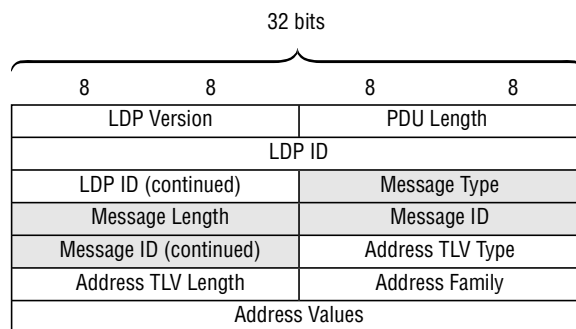 32 bits
8 8 8 8
LDP Version PDU Length
LDP ID
LDP ID (continued) Message Type
Message Length Message ID
Message ID (continued) Address TLV Type
Address TLV Length Address Family
Address Values